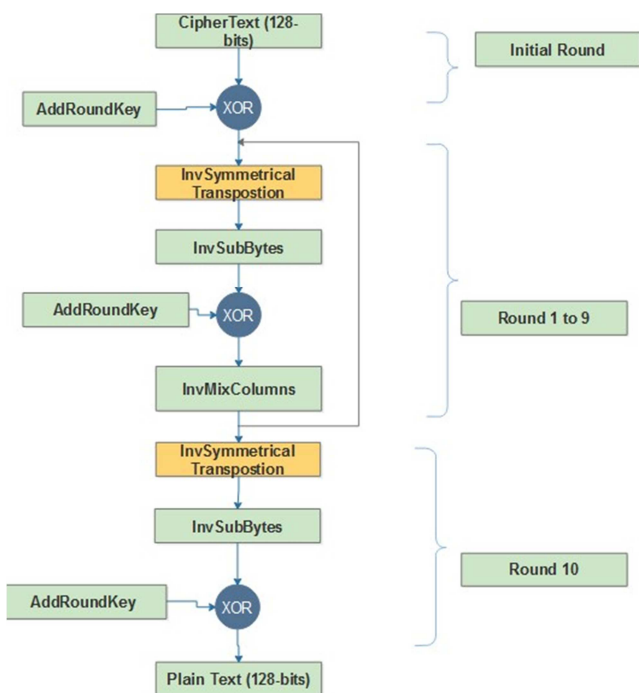 CipherText (128-
bits)
Initial Round
AddRoundKey
XOR
InvSymmetrical
Transpostion
InvSubBytes
AddRoundKey
XOR
Round 1 to 9
InvMixColumns
InvSymmetrical
Transpostion
InvSubBytes
Round 10
AddRoundKey
XOR
Plain Text (128-bits)